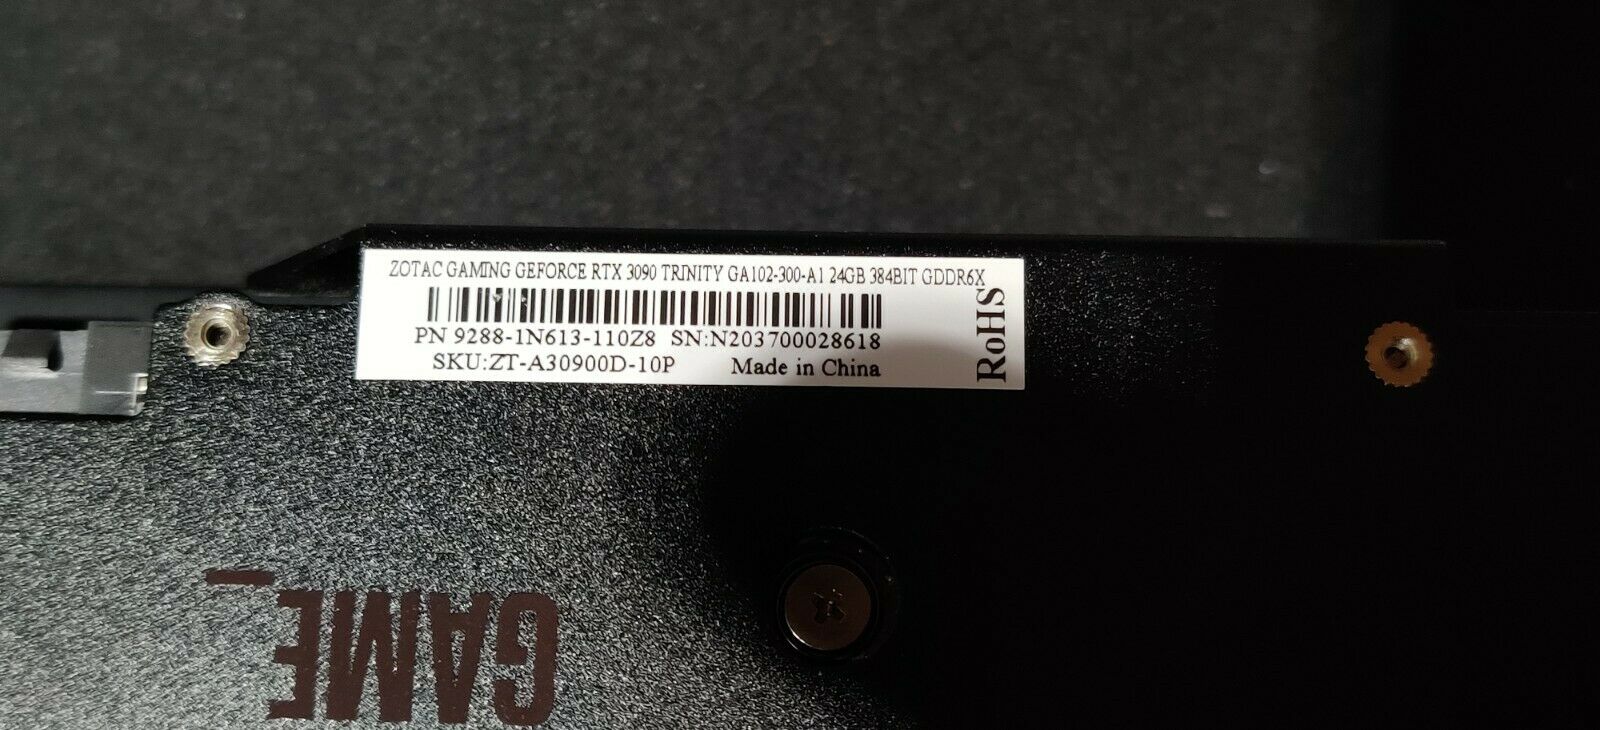 ZOTAC GAMING GEFORCE RTX 3090 TRINITY GA102-300-A1 24GB 384BIT GDDR6X
PN 9288-1N613-110Z8 SN:N203700028618
SKU:ZT-A30900D-10P Made in China
RoHS
GAME_